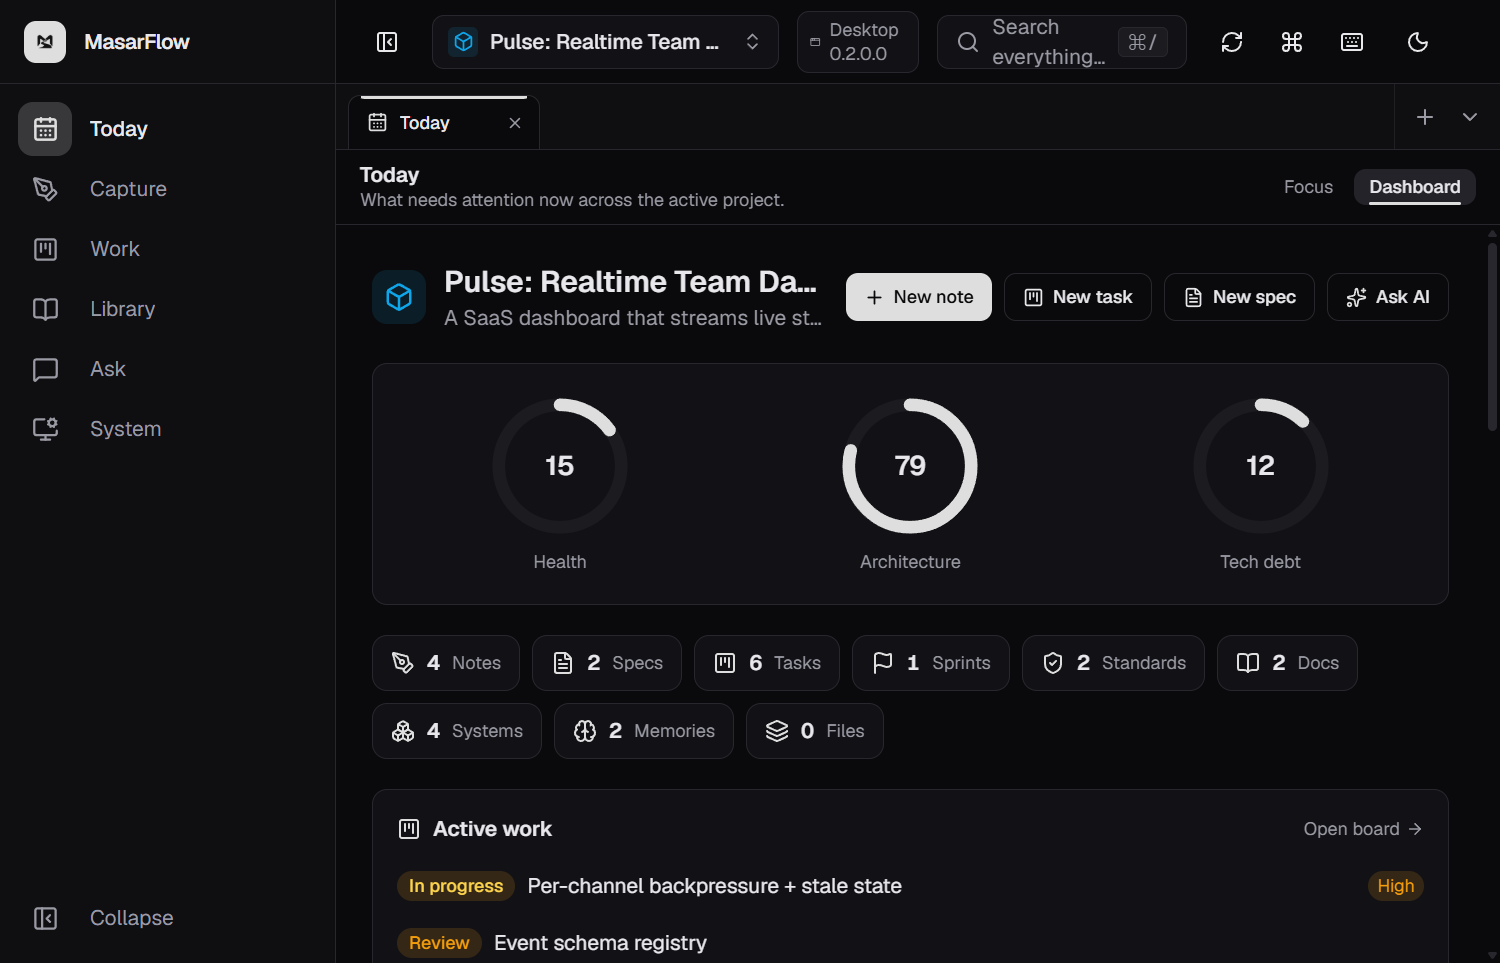 MasarFlow
Pulse: Realtime Team ...
Desktop
0.2.0.0
Search
everything...
⌘/
Today
Capture
Work
Library
Ask
System
Collapse
Today
Today
What needs attention now across the active project.
Focus
Dashboard
Pulse: Realtime Team Da...
A SaaS dashboard that streams live st...
New note
New task
New spec
Ask AI
15
Health
79
Architecture
12
Tech debt
4 Notes
2 Specs
6 Tasks
1 Sprints
2 Standards
2 Docs
4 Systems
2 Memories
0 Files
Active work
Open board →
In progress Per-channel backpressure + stale state High
Review Event schema registry